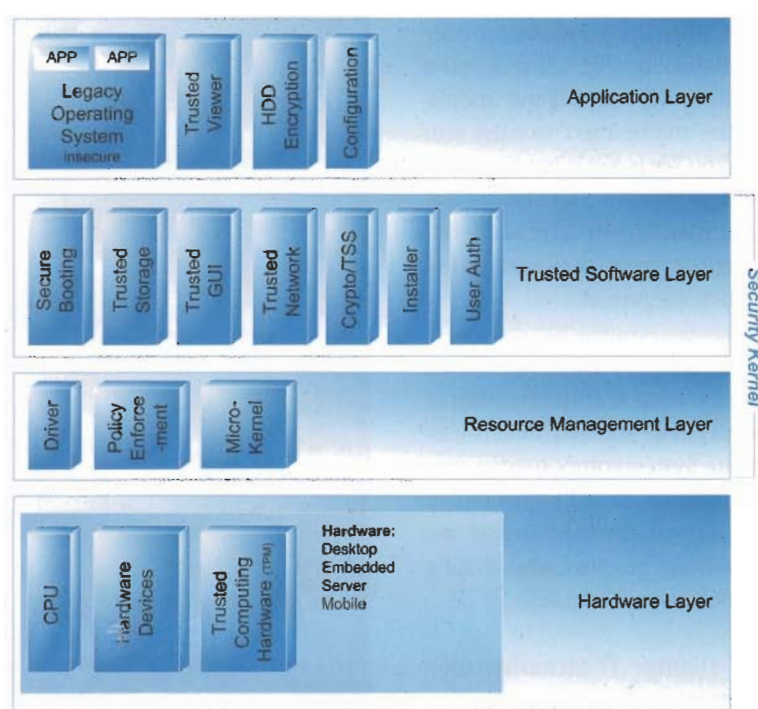 APP APP
Legacy
Operating
System
insecure
Trusted
Viewer
HDD
Encryption
Configuration
Application Layer
Secure
Booting
Trusted
Storage
Trusted
GUI
Trusted
Network
Crypto/TSS
Installer
User Auth
Trusted Software Layer
Security Kernel
Driver
Policy
Enforce
-ment
Micro-
Kernel
Resource Management Layer
CPU
Hardware
Devices
Trusted
Computing
Hardware (TPM)
Hardware:
Desktop
Embedded
Server
Mobile
Hardware Layer